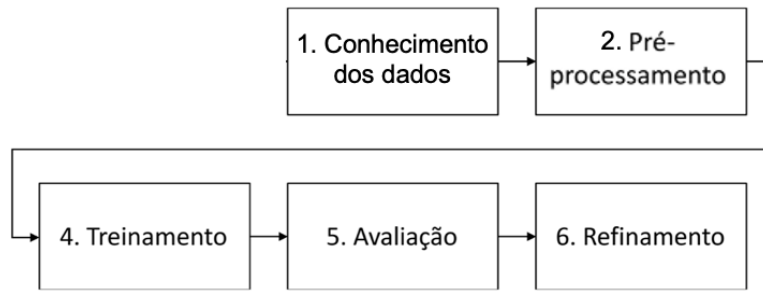 1. Conhecimento
dos dados
2. Pré-
processamento
4. Treinamento
5. Avaliação
6. Refinamento